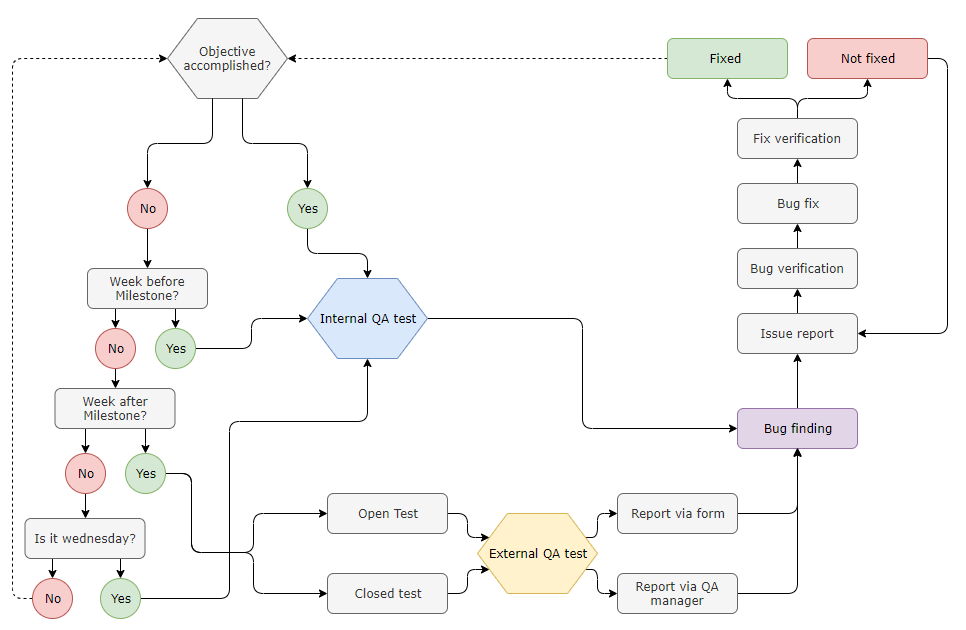 Objective
accomplished?
Fixed
Not fixed
Fix verification
No
Yes
Bug fix
Week before
Milestone?
Bug verification
Internal QA test
Issue report
No
Yes
Week after
Milestone?
Bug finding
No
Yes
Open Test
Report via form
Is it wednesday?
External QA test
No
Yes
Closed test
Report via QA
manager